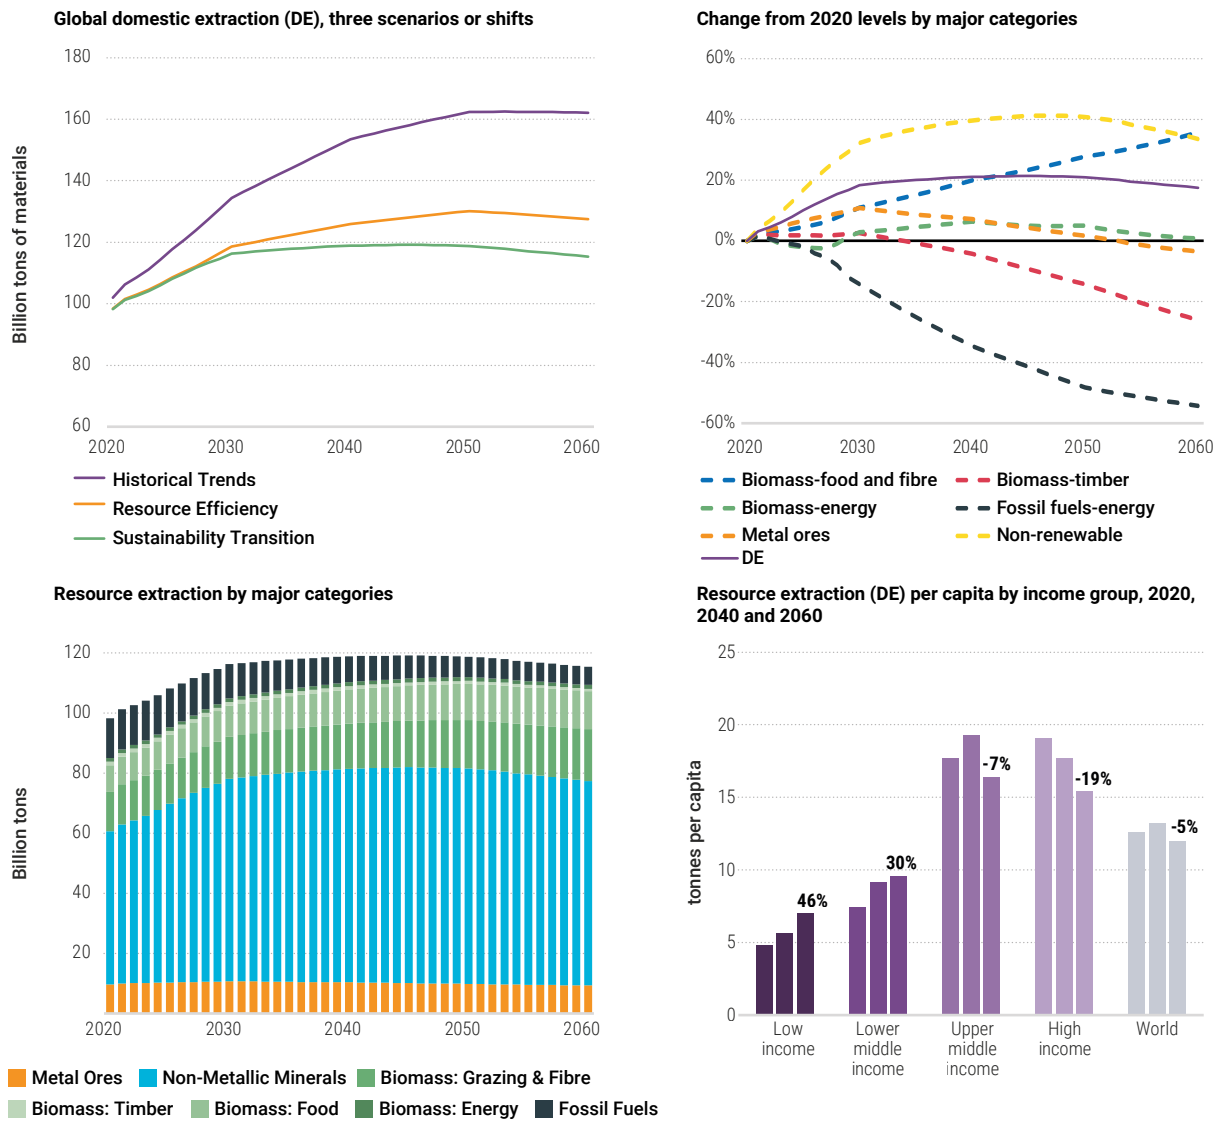 Global domestic extraction (DE), three scenarios or shifts
Billion tons of materials
180
160
140
120
100
80
60
2020 2030 2040 2050 2060
Historical Trends
Resource Efficiency
Sustainability Transition
Change from 2020 levels by major categories
60%
40%
20%
0%
-20%
-40%
-60%
2020 2030 2040 2050 2060
Biomass-food and fibre Biomass-timber
Biomass-energy Fossil fuels-energy
Metal ores Non-renewable
DE
Resource extraction by major categories
Billion tons
120
100
80
60
40
20
2020 2030 2040 2050 2060
Metal Ores Non-Metallic Minerals Biomass: Grazing & Fibre
Biomass: Timber Biomass: Food Biomass: Energy Fossil Fuels
Resource extraction (DE) per capita by income group, 2020,
2040 and 2060
tonnes per capita
25
20
15
10
5
0
46%
30%
-7%
-19%
-5%
Low
income
Lower
middle
income
Upper
middle
income
High
income
World